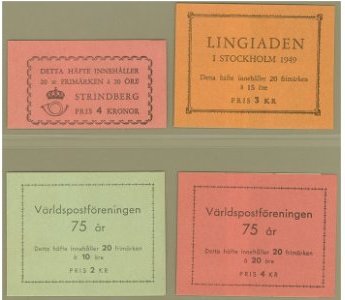 DETTA HÄFTE INNEHÅLLER
20 ST FRIMÄRKEN À 20 ÖRE
STRINDBERG
PRIS 4 KRONOR
LINGIADEN
I STOCKHOLM 1949
Detta häfte innehåller 20 frimärken
à 15 öre
PRIS 3 KR
Världspostföreningen
75 år
Detta häfte innehåller 20 frimärken
à 10 öre
PRIS 2 KR
Världspostföreningen
75 år
Detta häfte innehåller 20 frimärken
à 20 öre
PRIS 4 KR